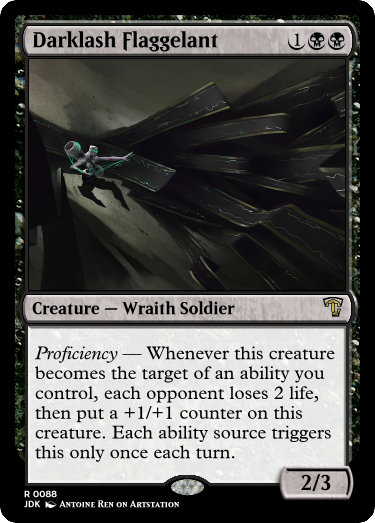 Darklash Flaggelant 1
Creature — Wraith Soldier
Proficiency — Whenever this creature
becomes the target of an ability you
control, each opponent loses 2 life,
then put a +1/+1 counter on this
creature. Each ability source triggers
this only once each turn.
2/3
R 0088
JDK Antoine Ren on Artstation